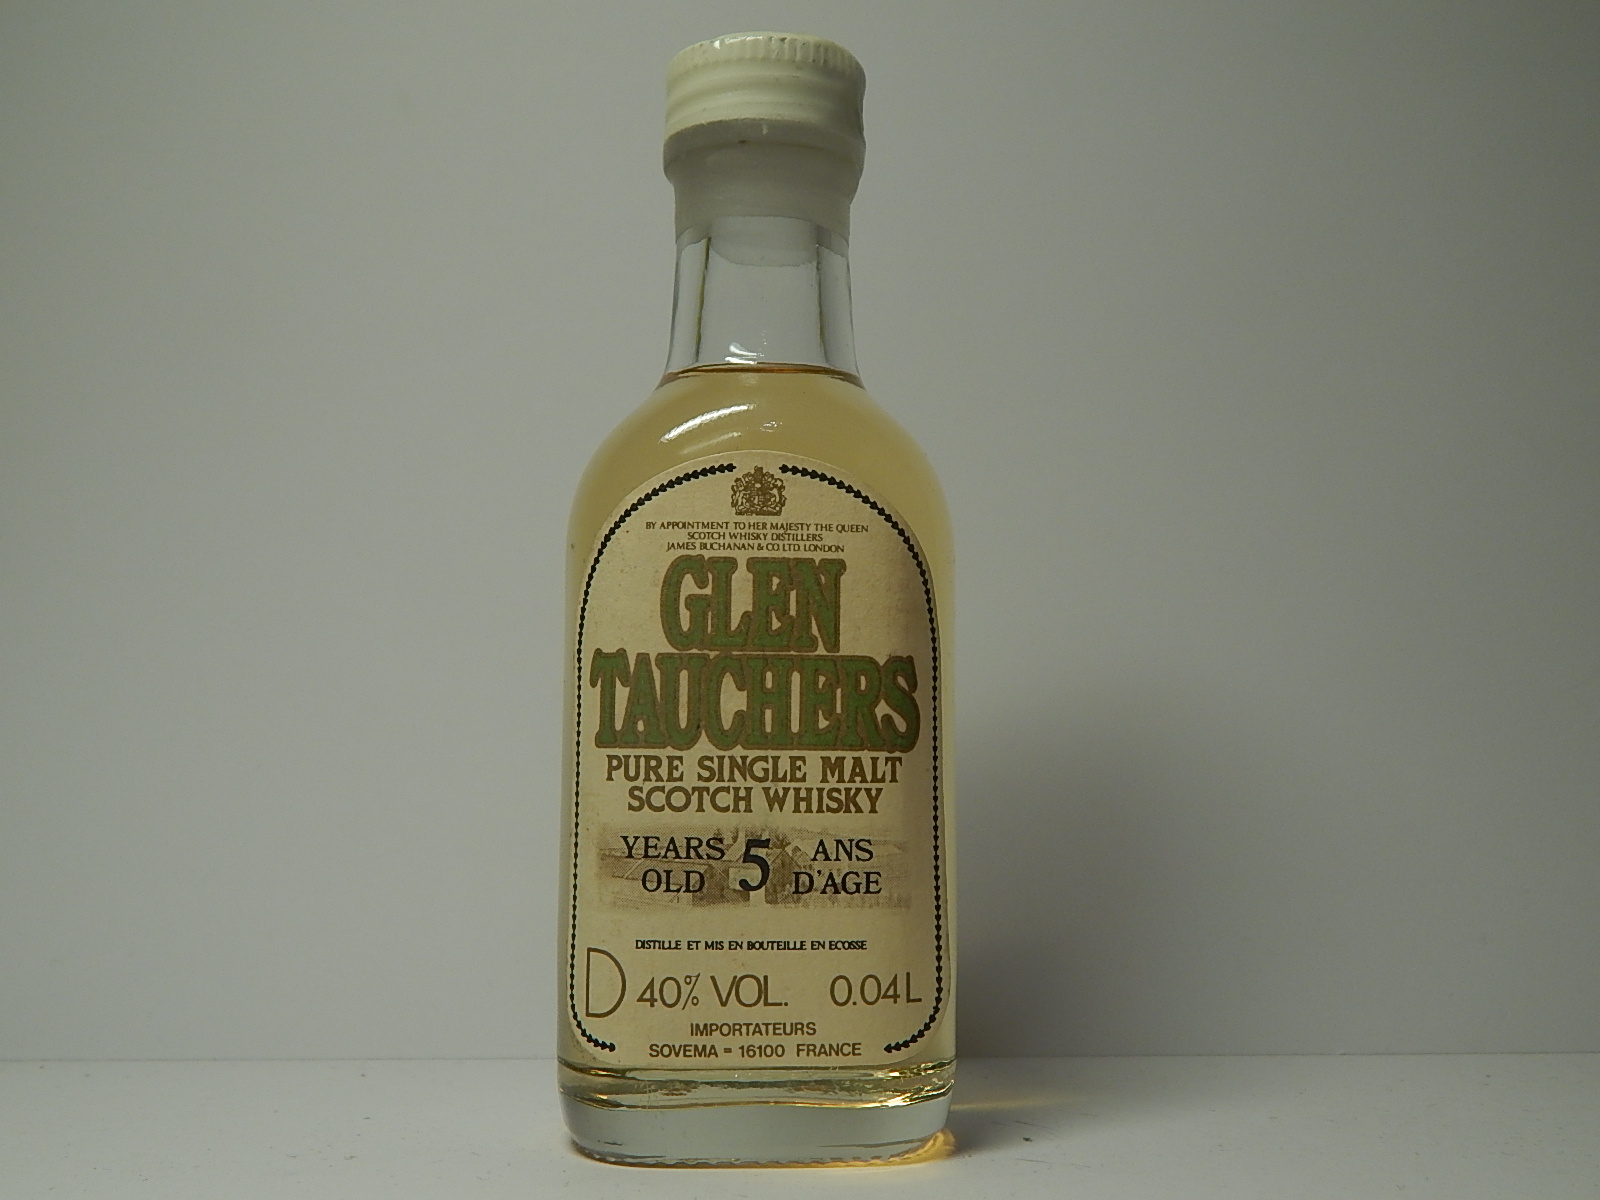 BY APPOINTMENT TO HER MAJESTY THE QUEEN
SCOTCH WHISKY DISTILLERS
JAMES BUCHANAN & CO. LTD. LONDON
GLEN
TAUCHERS
PURE SINGLE MALT
SCOTCH WHISKY
YEARS OLD 5 ANS D'AGE
DISTILLE ET MIS EN BOUTEILLE EN ECOSSE
D 40% VOL. 0.04 L
IMPORTATEURS
SOVEMA = 16100 FRANCE